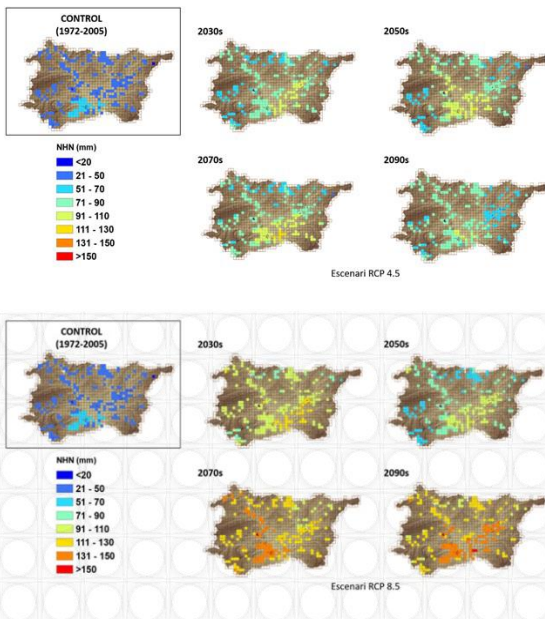 CONTROL
(1972-2005)
2030s
2050s
NHN (mm)
<20
21 - 50
51 - 70
71 - 90
91 - 110
111 - 130
131 - 150
>150
2070s
2090s
Escenari RCP 4.5
CONTROL
(1972-2005)
2030s
2050s
NHN (mm)
<20
21 - 50
51 - 70
71 - 90
91 - 110
111 - 130
131 - 150
>150
2070s
2090s
Escenari RCP 8.5